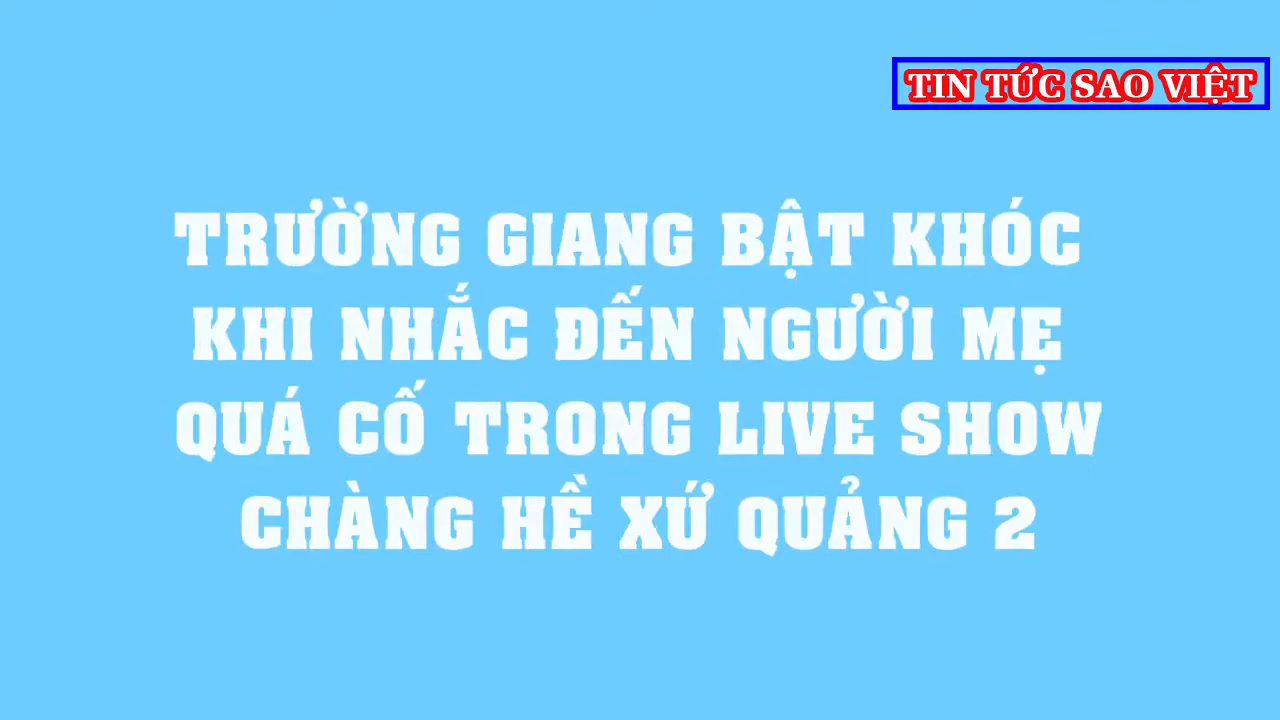 TIN TỨC SAO VIỆT
TRƯỜNG GIANG BẬT KHÓC
KHI NHẮC ĐẾN NGƯỜI MẸ
QUÁ CỐ TRONG LIVE SHOW
CHÀNG HỀ XỨ QUẢNG 2